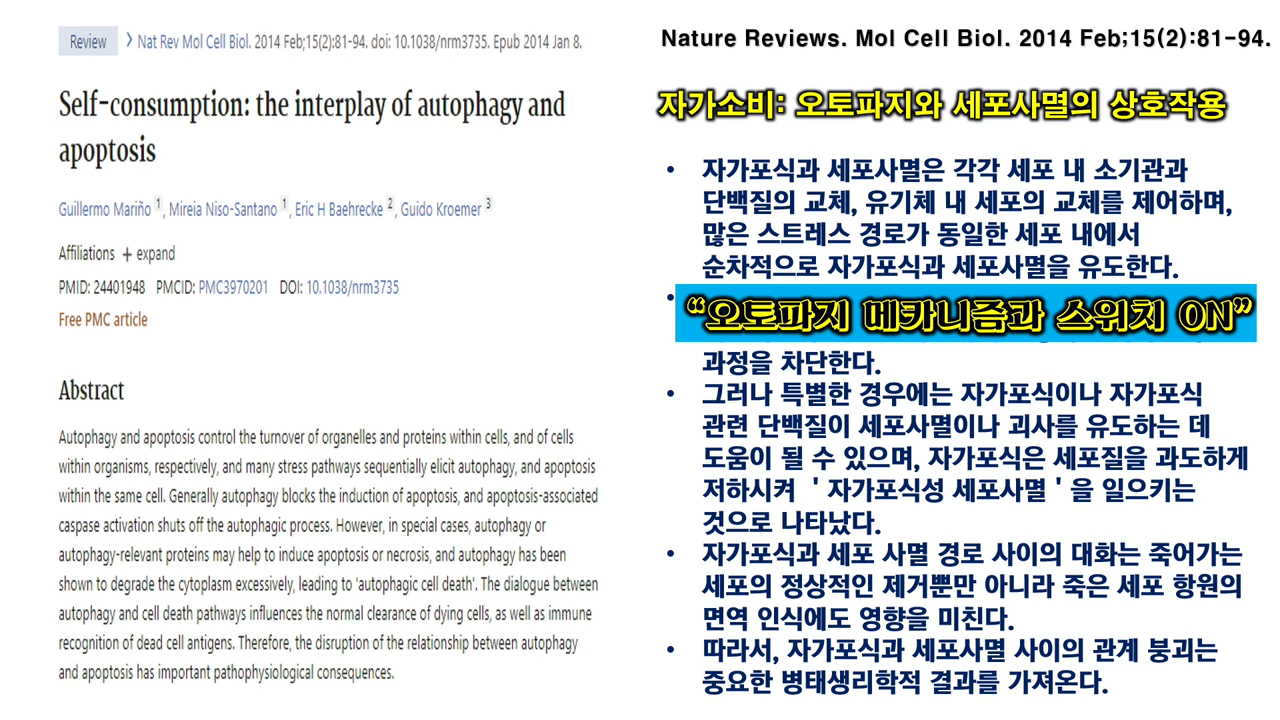 Review
Nat Rev Mol Cell Biol. 2014 Feb;15(2):81-94. doi: 10.1038/nrm3735. Epub 2014 Jan 8.
Self-consumption: the interplay of autophagy and
apoptosis
Guillermo Mariño 1, Mireia Niso-Santano 1, Eric H Baehrecke 2, Guido Kroemer 3
Affiliations + expand
PMID: 24401948 PMCID: PMC3970201 DOI: 10.1038/nrm3735
Free PMC article
Abstract
Autophagy and apoptosis control the turnover of organelles and proteins within cells, and of cells
within organisms, respectively, and many stress pathways sequentially elicit autophagy, and apoptosis
within the same cell. Generally autophagy blocks the induction of apoptosis, and apoptosis-associated
caspase activation shuts off the autophagic process. However, in special cases, autophagy or
autophagy-relevant proteins may help to induce apoptosis or necrosis, and autophagy has been
shown to degrade the cytoplasm excessively, leading to 'autophagic cell death'. The dialogue between
autophagy and cell death pathways influences the normal clearance of dying cells, as well as immune
recognition of dead cell antigens. Therefore, the disruption of the relationship between autophagy
and apoptosis has important pathophysiological consequences.
Nature Reviews. Mol Cell Biol. 2014 Feb;15(2):81-94.
자가소비: 오토파지와 세포사멸의 상호작용
• 자가포식과 세포사멸은 각각 세포 내 소기관과
단백질의 교체, 유기체 내 세포의 교체를 제어하며,
많은 스트레스 경로가 동일한 세포 내에서
순차적으로 자가포식과 세포사멸을 유도한다.
“오토파지 메카니즘과 스위치 ON”
과정을 차단한다.
• 그러나 특별한 경우에는 자가포식이나 자가포식
관련 단백질이 세포사멸이나 괴사를 유도하는 데
도움이 될 수 있으며, 자가포식은 세포질을 과도하게
저하시켜 '자가포식성 세포사멸'을 일으키는
것으로 나타났다.
• 자가포식과 세포 사멸 경로 사이의 대화는 죽어가는
세포의 정상적인 제거뿐만 아니라 죽은 세포 항원의
면역 인식에도 영향을 미친다.
• 따라서, 자가포식과 세포사멸 사이의 관계 붕괴는
중요한 병태생리학적 결과를 가져온다.